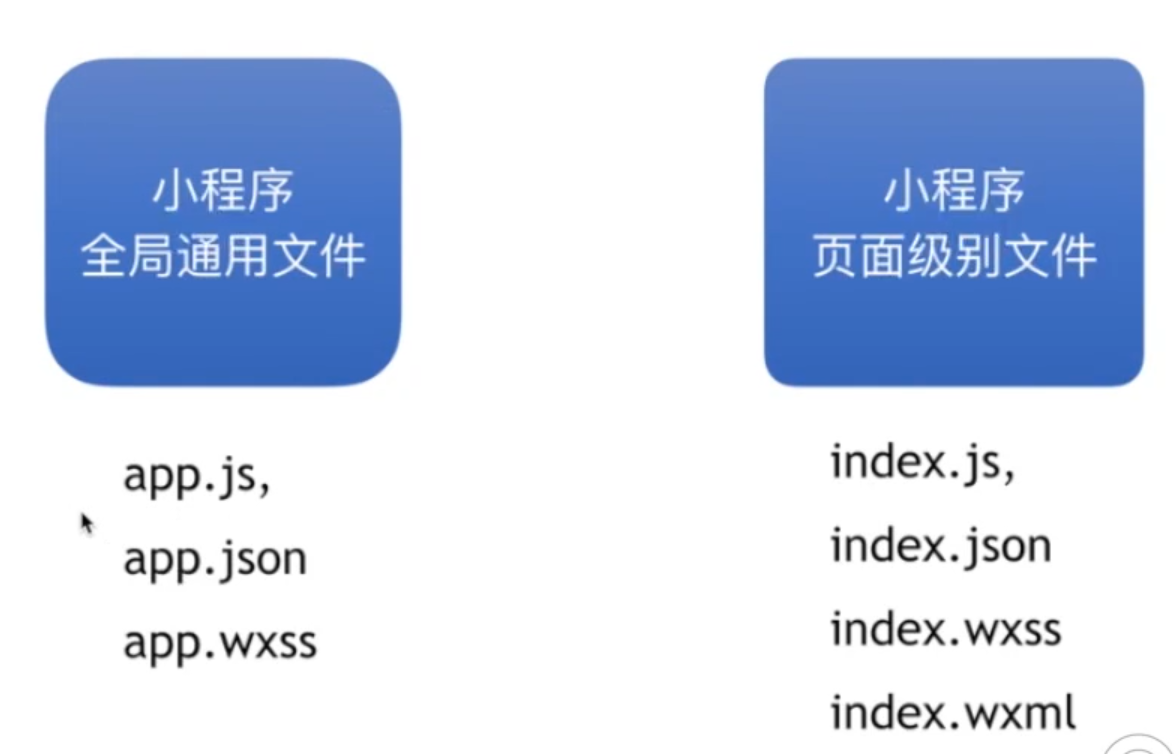 小程序
全局通用文件
app.js,
app.json
app.wxss
小程序
页面级别文件
index.js,
index.json
index.wxss
index.wxml